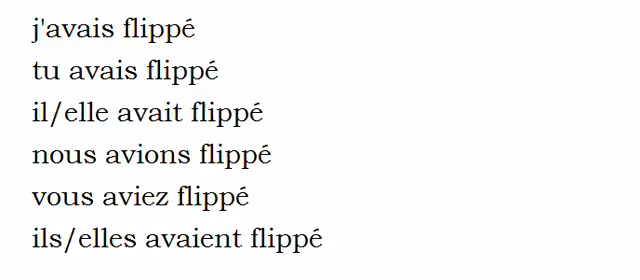 j'avais flippé
tu avais flippé
il/elle avait flippé
nous avions flippé
vous aviez flippé
ils/elles avaient flippé